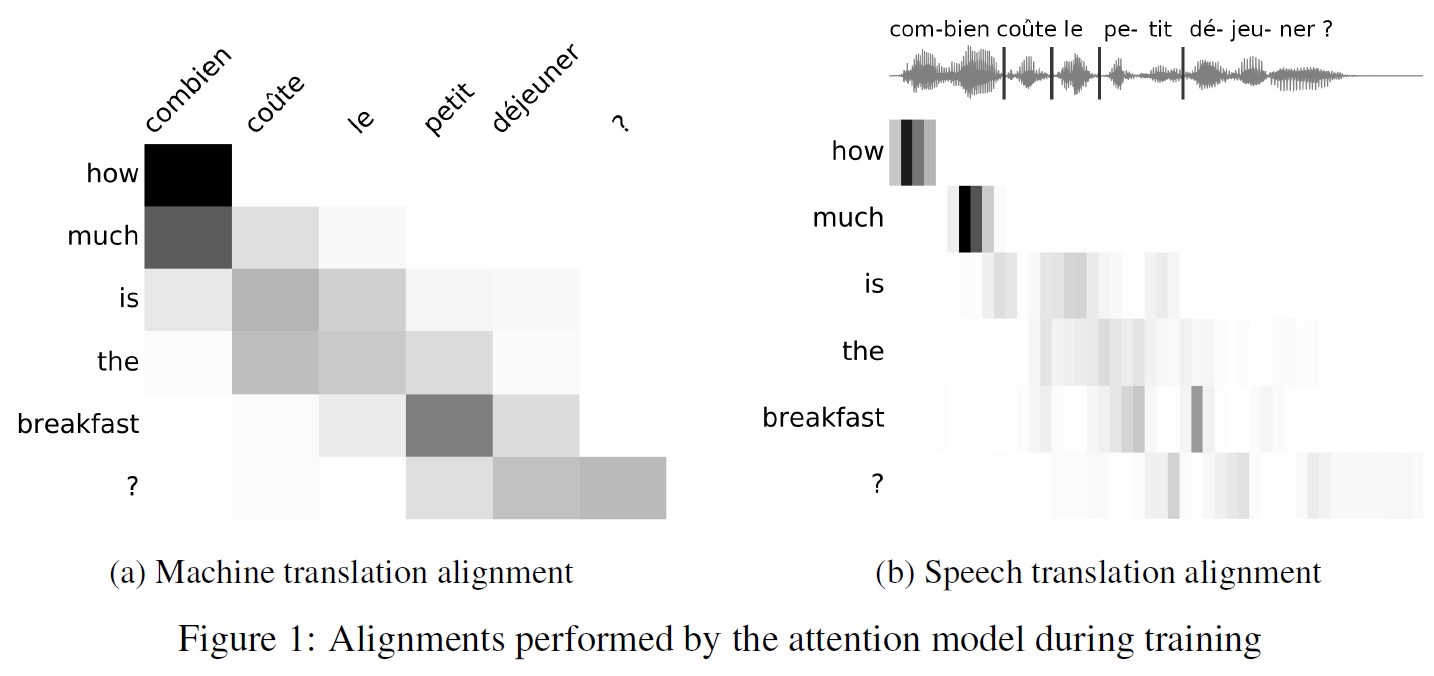 combien
coûte
le
petit
déjeuner
?
how
much
is
the
breakfast
?
(a) Machine translation alignment
com-bien coûte le pe- tit dé- jeu- ner ?
how
much
is
the
breakfast
?
(b) Speech translation alignment
Figure 1: Alignments performed by the attention model during training